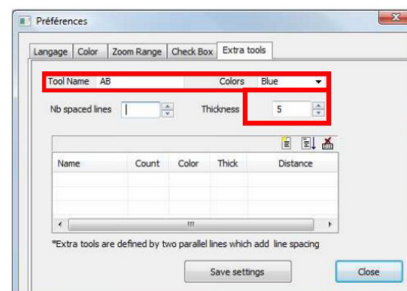 Préférences
Langage Color Zoom Range Check Box Extra tools
Tool Name AB Colors Blue
Nb spaced lines Thickness 5
Name Count Color Thick Distance
*Extra tools are defined by two parallel lines which add line spacing
Save settings Close